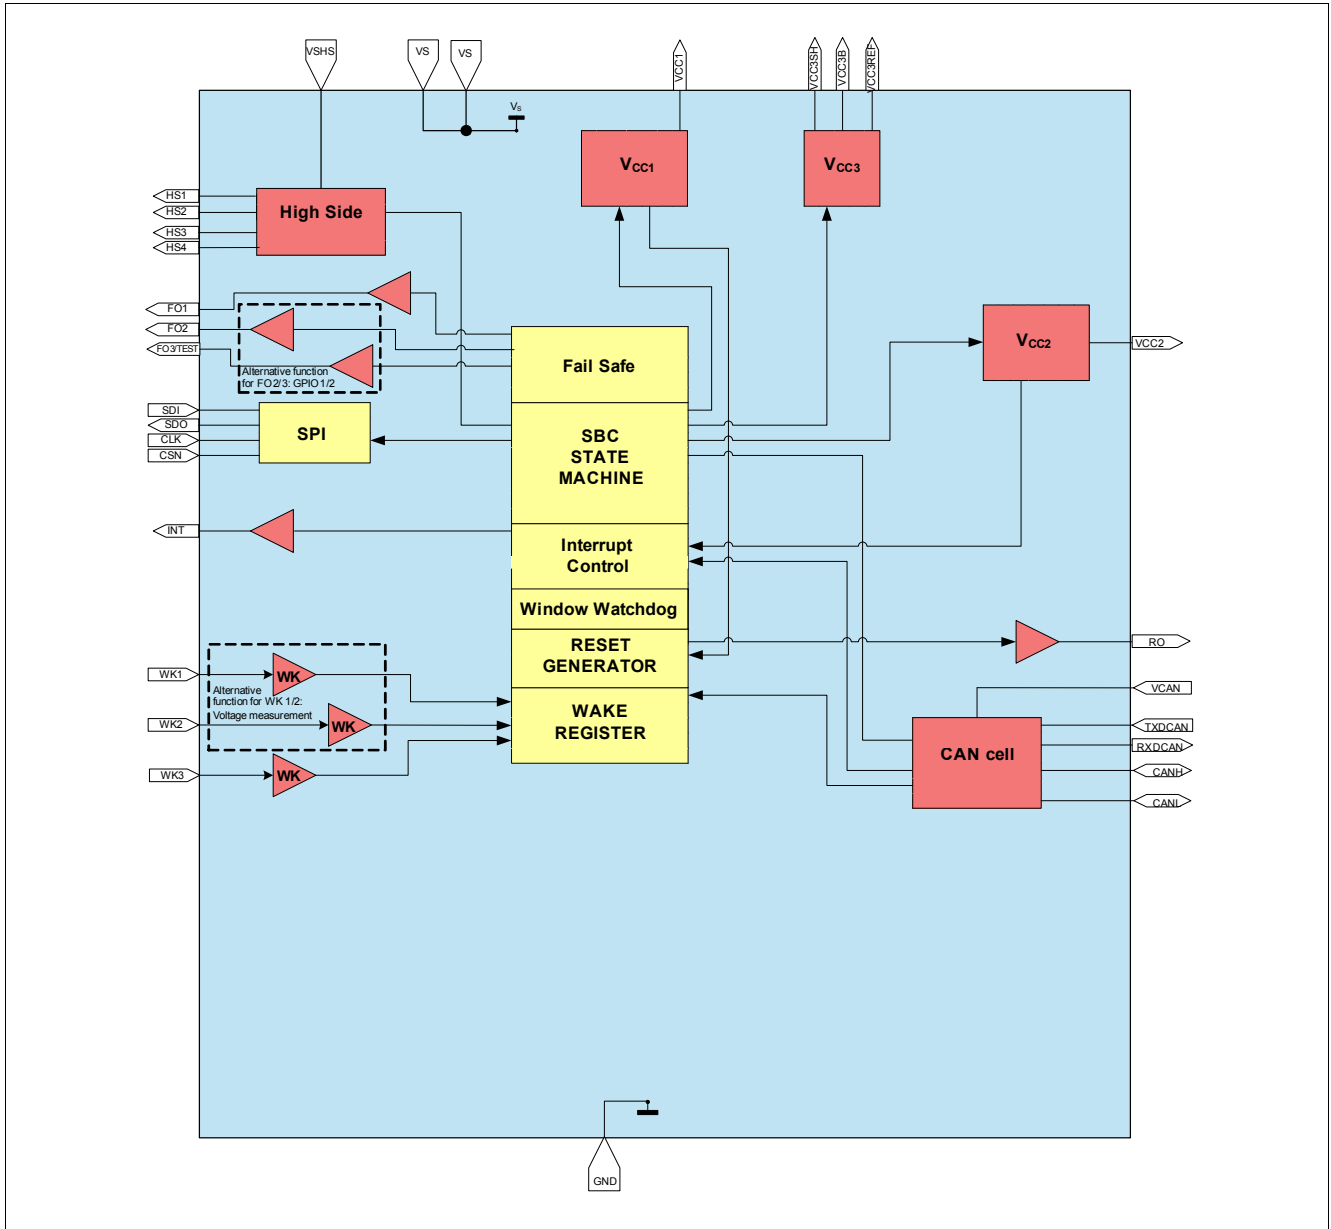 VSHS
VS
VS
VCC1
VCC3SH
VCC3B
VCC3REF
Vs
VCC1
VCC3
HS1
HS2
HS3
HS4
High Side
FO1
FO2
FO3/TEST
Alternative function
for FO2/3: GPIO1/2
Fail Safe
VCC2
VCC2
SDI
SDO
CLK
CSN
SPI
SBC
STATE
MACHINE
INT
Interrupt
Control
Window Watchdog
RESET
GENERATOR
RO
WK1
WK
Alternative
function for WK 1/2:
Voltage measurement
WK2
WK
WK3
WK
WAKE
REGISTER
VCAN
TXDCAN
RXDCAN
CANH
CANL
CAN cell
GND